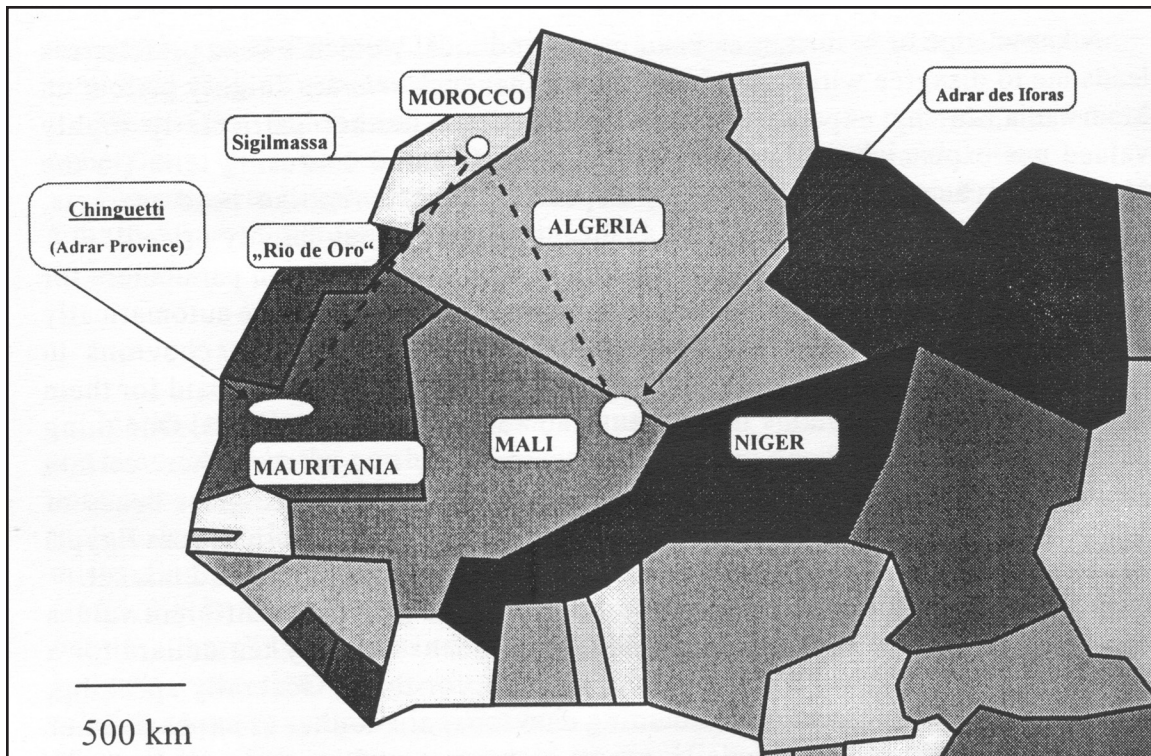 MOROCCO
Adrar des Iforas
Sigilmassa
Chinguetti
(Adrar Province)
„Rio de Oro“
ALGERIA
MALI
NIGER
MAURITANIA
500 km